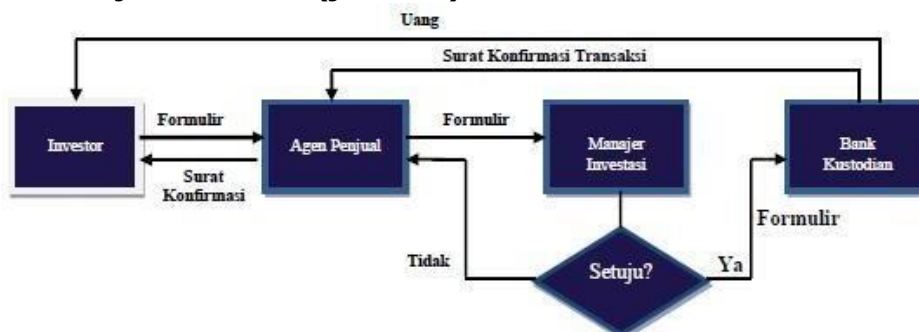 Uang
Surat Konfirmasi Transaksi
Investor
Formulir
Agen Penjual
Formulir
Manajer
Investasi
Bank
Kustodian
Surat
Konfirmasi
Formulir
Tidak
Setuju?
Ya